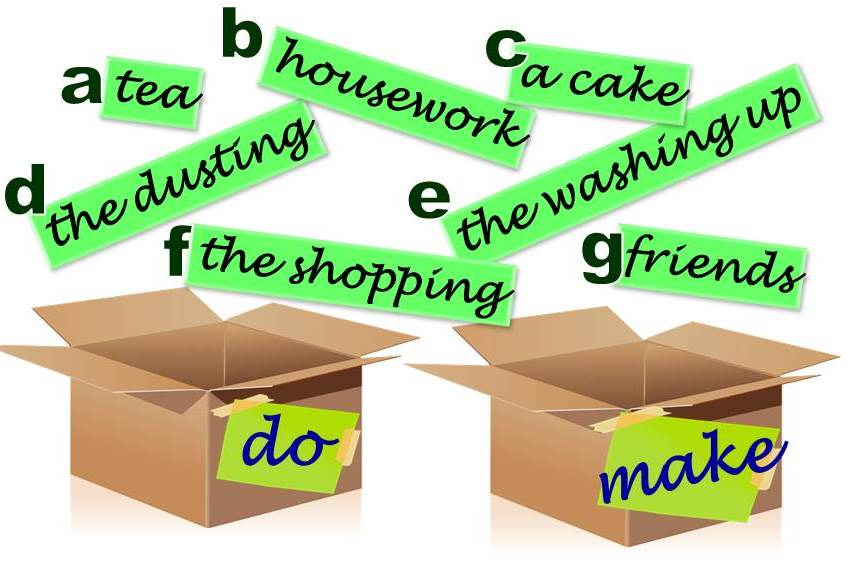 a tea
b housework
c a cake
d the dusting
e the washing up
f the shopping
g friends
do
make